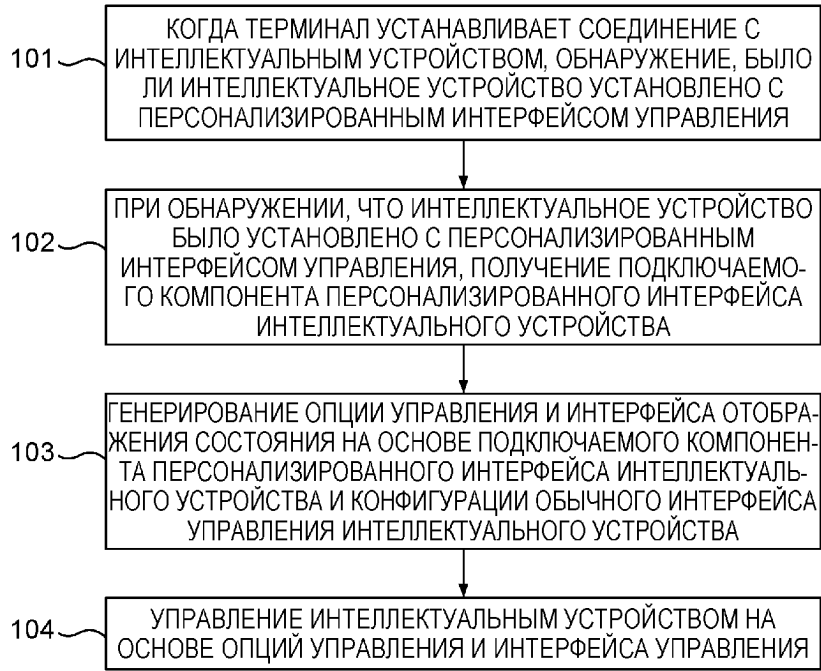 101
КОГДА ТЕРМИНАЛ УСТАНАВЛИВАЕТ СОЕДИНЕНИЕ С
ИНТЕЛЛЕКТУАЛЬНЫМ УСТРОЙСТВОМ, ОБНАРУЖЕНИЕ, БЫЛО
ЛИ ИНТЕЛЛЕКТУАЛЬНОЕ УСТРОЙСТВО УСТАНОВЛЕНО С
ПЕРСОНАЛИЗИРОВАННЫМ ИНТЕРФЕЙСОМ УПРАВЛЕНИЯ
102
ПРИ ОБНАРУЖЕНИИ, ЧТО ИНТЕЛЛЕКТУАЛЬНОЕ УСТРОЙСТВО
БЫЛО УСТАНОВЛЕНО С ПЕРСОНАЛИЗИРОВАННЫМ
ИНТЕРФЕЙСОМ УПРАВЛЕНИЯ, ПОЛУЧЕНИЕ ПОДКЛЮЧАЕМО-
ГО КОМПОНЕНТА ПЕРСОНАЛИЗИРОВАННОГО ИНТЕРФЕЙСА
ИНТЕЛЛЕКТУАЛЬНОГО УСТРОЙСТВА
103
ГЕНЕРИРОВАНИЕ ОПЦИИ УПРАВЛЕНИЯ И ИНТЕРФЕЙСА ОТОБРА-
ЖЕНИЯ СОСТОЯНИЯ НА ОСНОВЕ ПОДКЛЮЧАЕМОГО КОМПОНЕН-
ТА ПЕРСОНАЛИЗИРОВАННОГО ИНТЕРФЕЙСА ИНТЕЛЛЕКТУАЛЬ-
НОГО УСТРОЙСТВА И КОНФИГУРАЦИИ ОБЫЧНОГО ИНТЕРФЕЙСА
УПРАВЛЕНИЯ ИНТЕЛЛЕКТУАЛЬНОГО УСТРОЙСТВА
104
УПРАВЛЕНИЕ ИНТЕЛЛЕКТУАЛЬНЫМ УСТРОЙСТВОМ НА
ОСНОВЕ ОПЦИЙ УПРАВЛЕНИЯ И ИНТЕРФЕЙСА УПРАВЛЕНИЯ